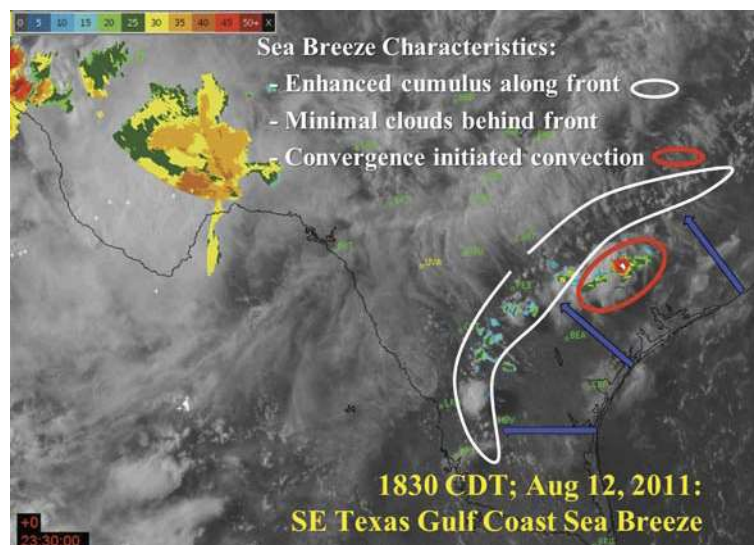 0 5 10 15 20 25 30 35 40 45 50+ X
Sea Breeze Characteristics:
- Enhanced cumulus along front
- Minimal clouds behind front
- Convergence initiated convection
UVA
BEA
1830 CDT; Aug 12, 2011:
SE Texas Gulf Coast Sea Breeze
+0
23:30:00